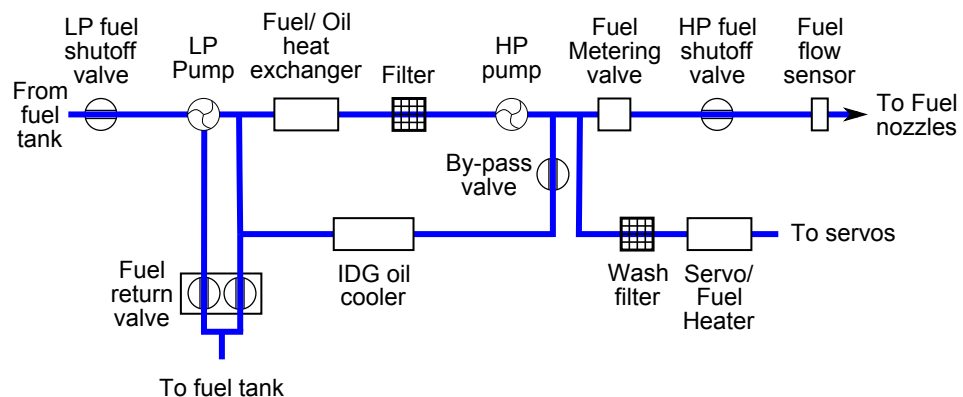 LP fuel
shutoff
valve
LP
Pump
Fuel/ Oil
heat
exchanger
Filter
HP
pump
Fuel
Metering
valve
HP fuel
shutoff
valve
Fuel
flow
sensor
From
fuel
tank
To Fuel
nozzles
By-pass
valve
To servos
IDG oil
cooler
Wash
filter
Servo/
Fuel
Heater
Fuel
return
valve
To fuel tank